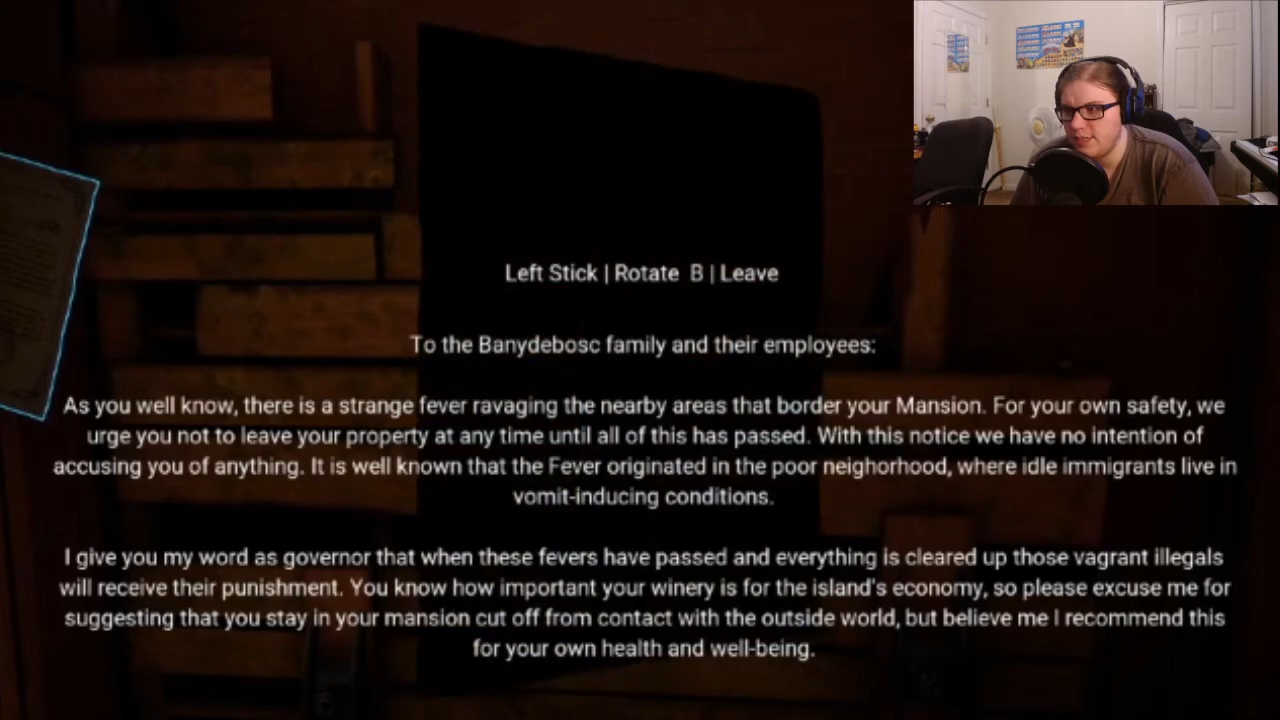 Left Stick | Rotate B | Leave
To the Banydebosc family and their employees:
As you well know, there is a strange fever ravaging the nearby areas that border your Mansion. For your own safety, we
urge you not to leave your property at any time until all of this has passed. With this notice we have no intention of
accusing you of anything. It is well known that the Fever originated in the poor neighorhood, where idle immigrants live in
vomit-inducing conditions.
I give you my word as governor that when these fevers have passed and everything is cleared up those vagrant illegals
will receive their punishment. You know how important your winery is for the island's economy, so please excuse me for
suggesting that you stay in your mansion cut off from contact with the outside world, but believe me I recommend this
for your own health and well-being.